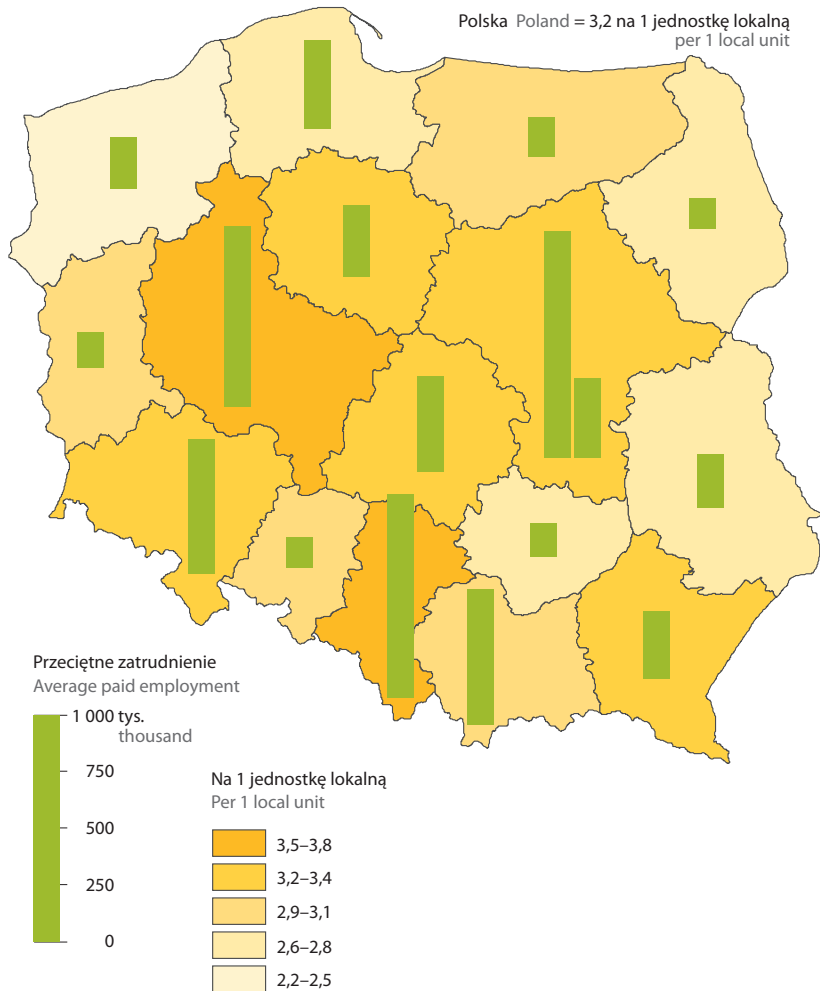 Polska Poland = 3,2 na 1 jednostkę lokalną
per 1 local unit
Przeciętne zatrudnienie
Average paid employment
1 000 tys.
thousand
750
500
250
0
Na 1 jednostkę lokalną
Per 1 local unit
3,5–3,8
3,2–3,4
2,9–3,1
2,6–2,8
2,2–2,5